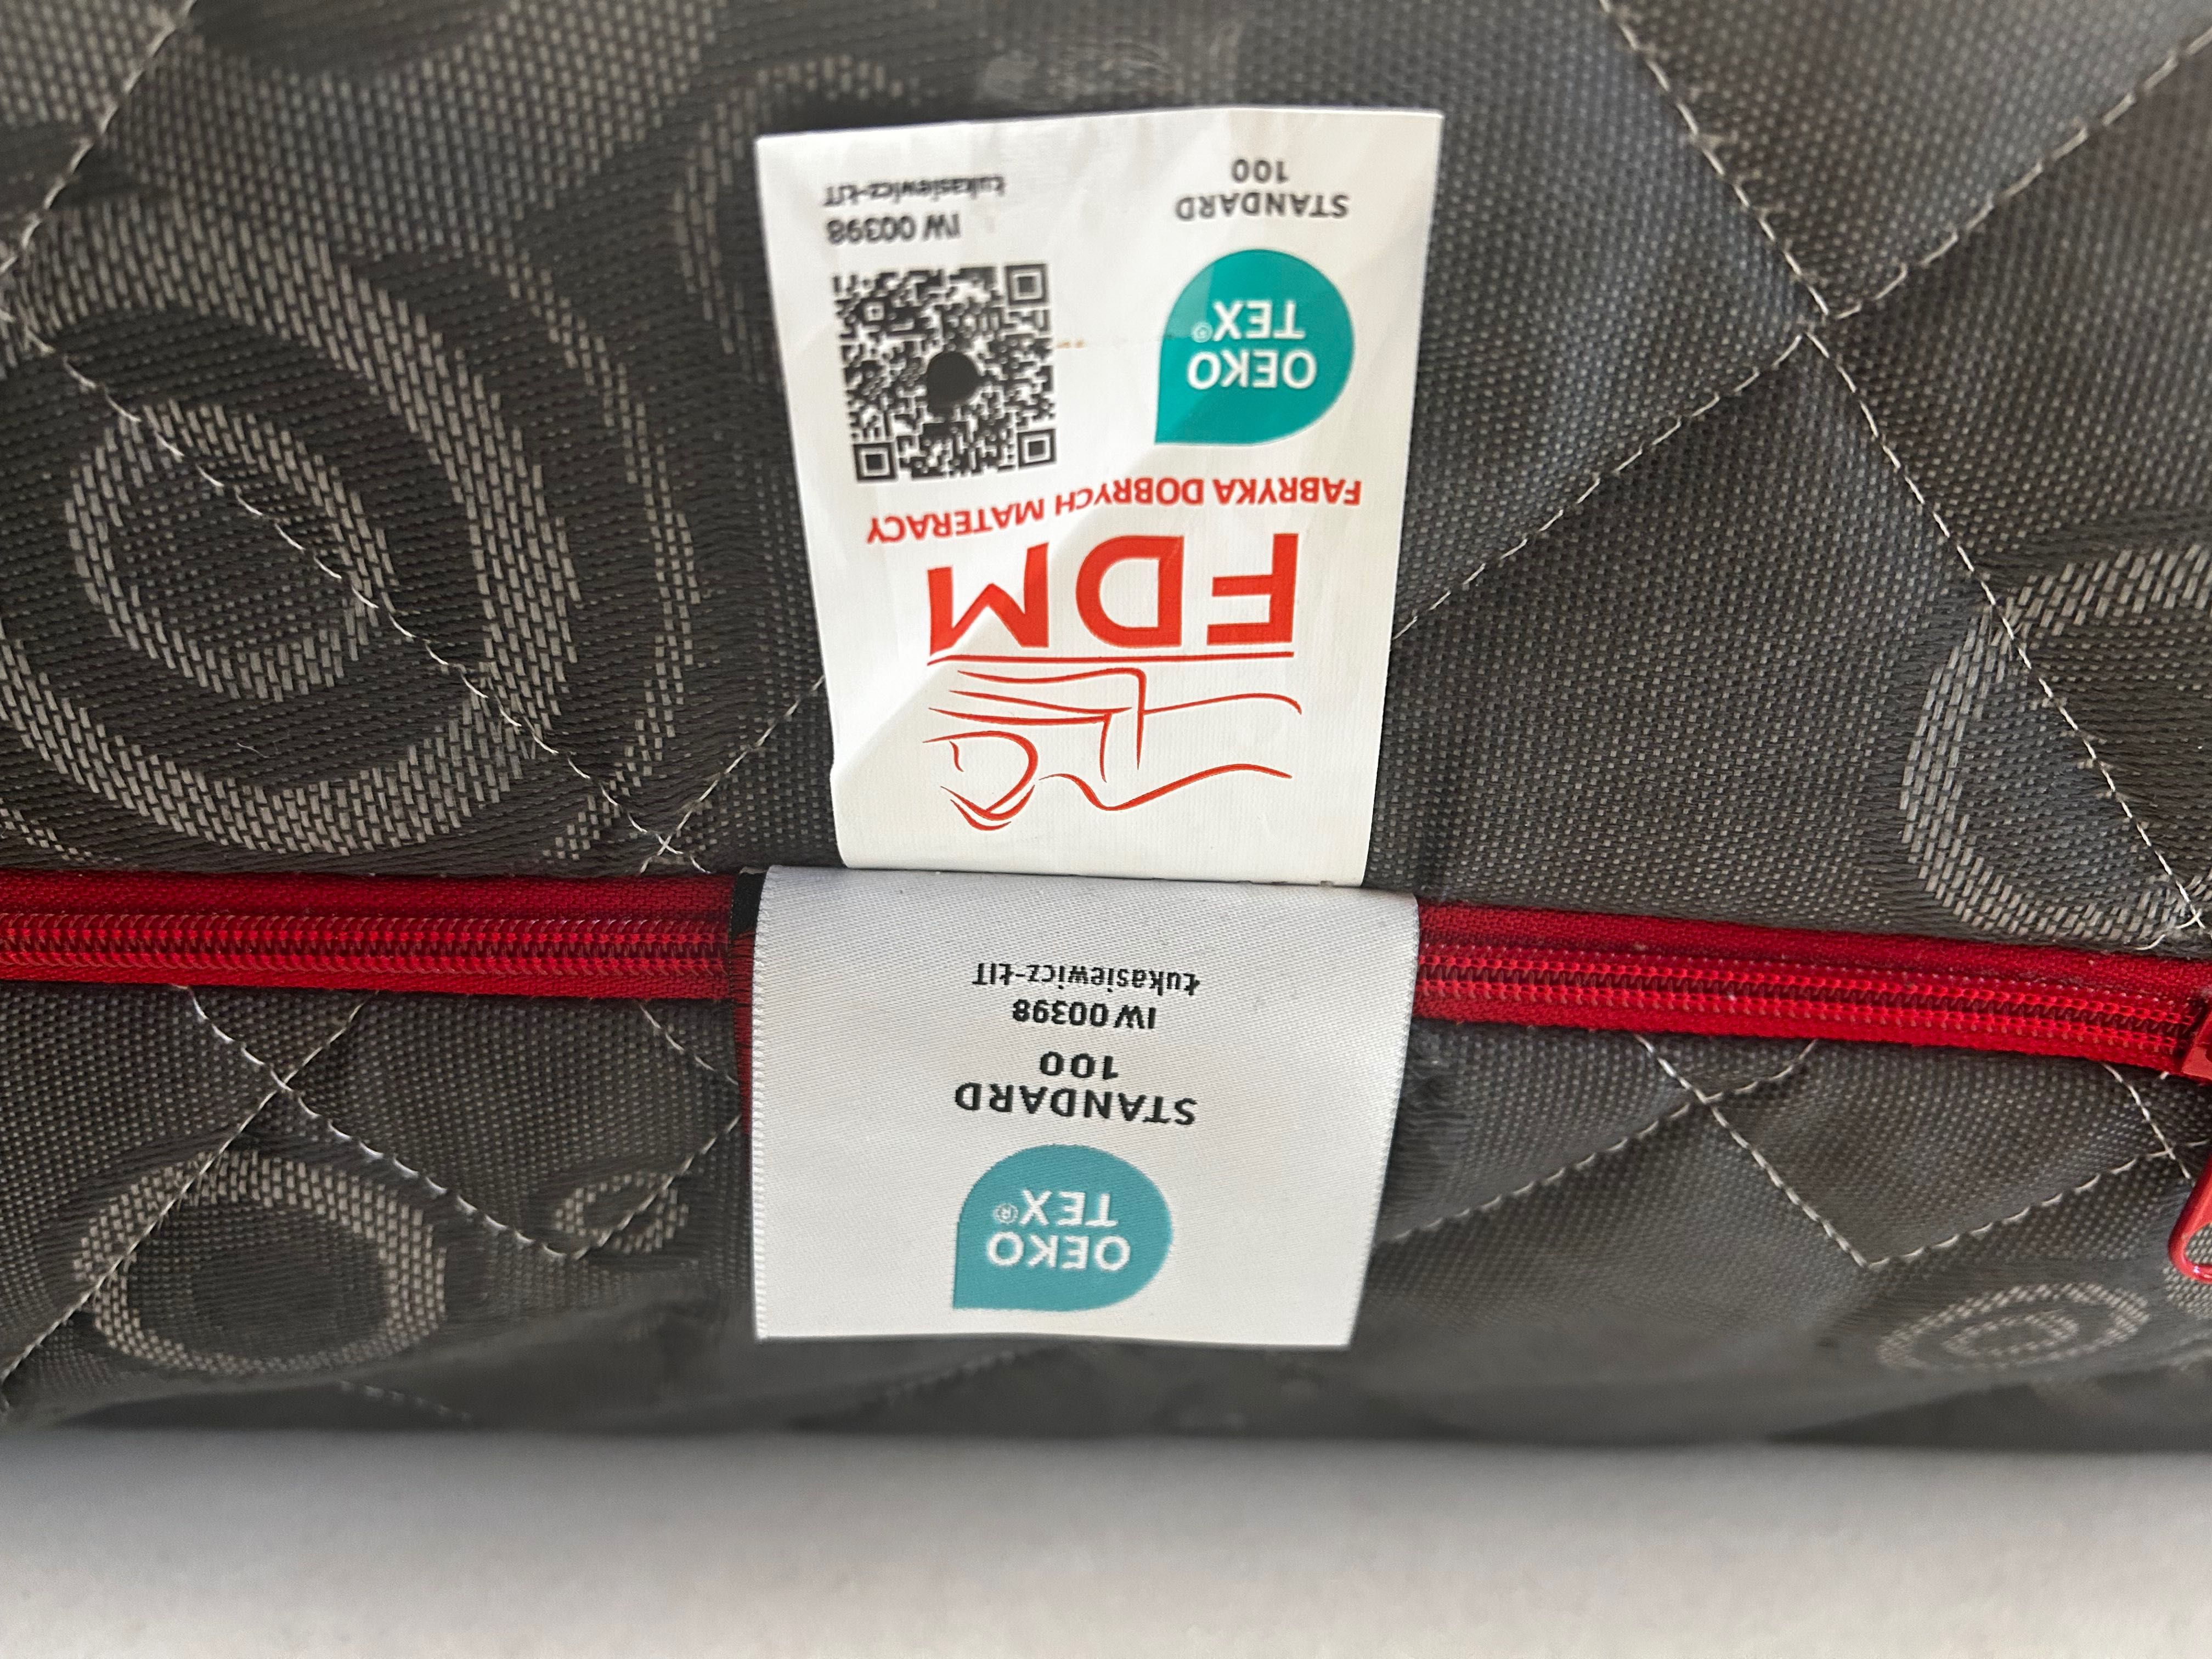 FDM
FABRYKA DOBRYCH MATERACY
OEKO
TEX®
STANDARD
100
IW 00398
Łukasiewicz-ŁIT
OEKO
TEX®
STANDARD
100
IW 00398
Łukasiewicz-ŁIT